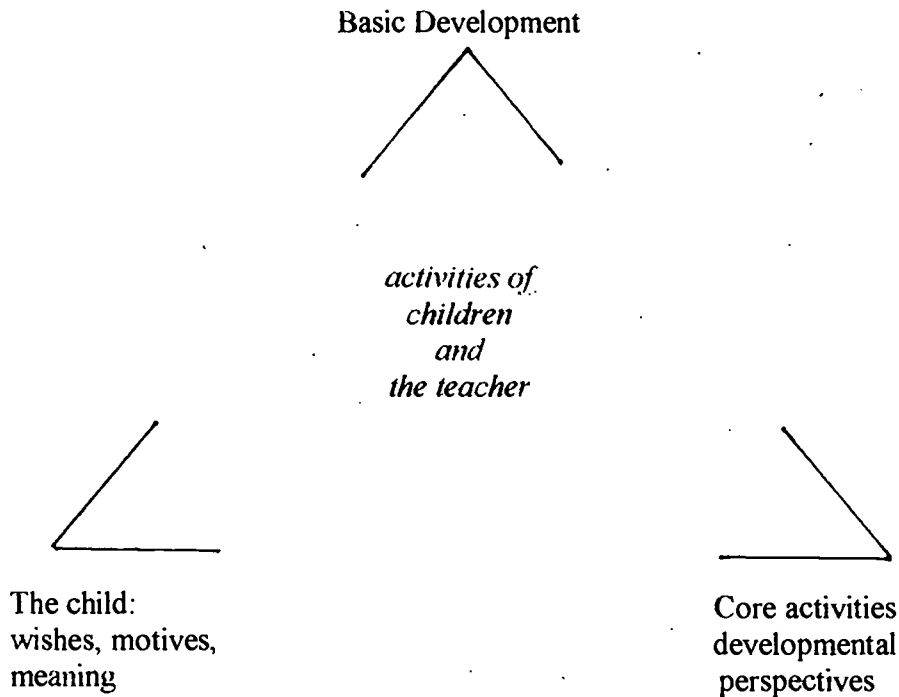 Basic Development
activities of
children
and
the teacher
The child:
wishes, motives,
meaning
Core activities
developmental
perspectives